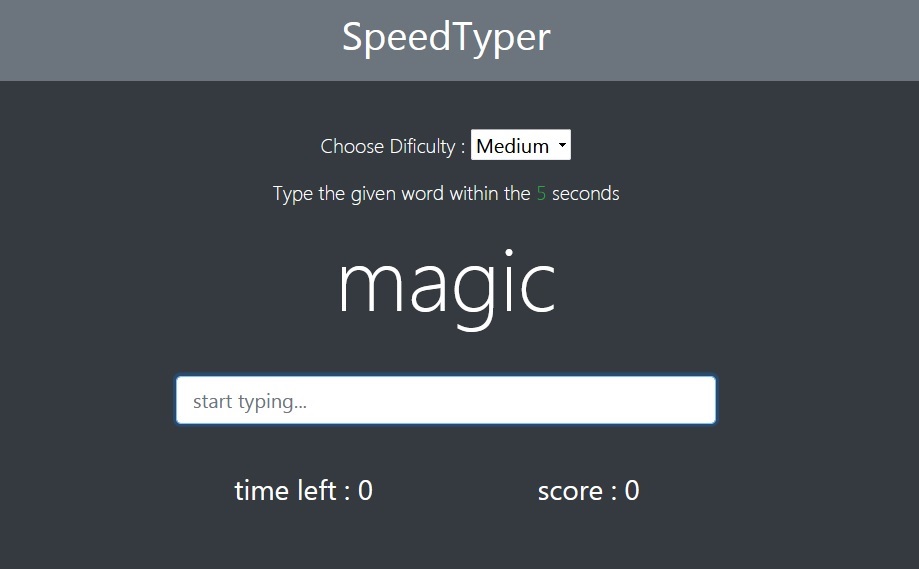 SpeedTyper
Choose Dificulty : Medium
Type the given word within the 5 seconds
magic
start typing...
time left : 0 score : 0